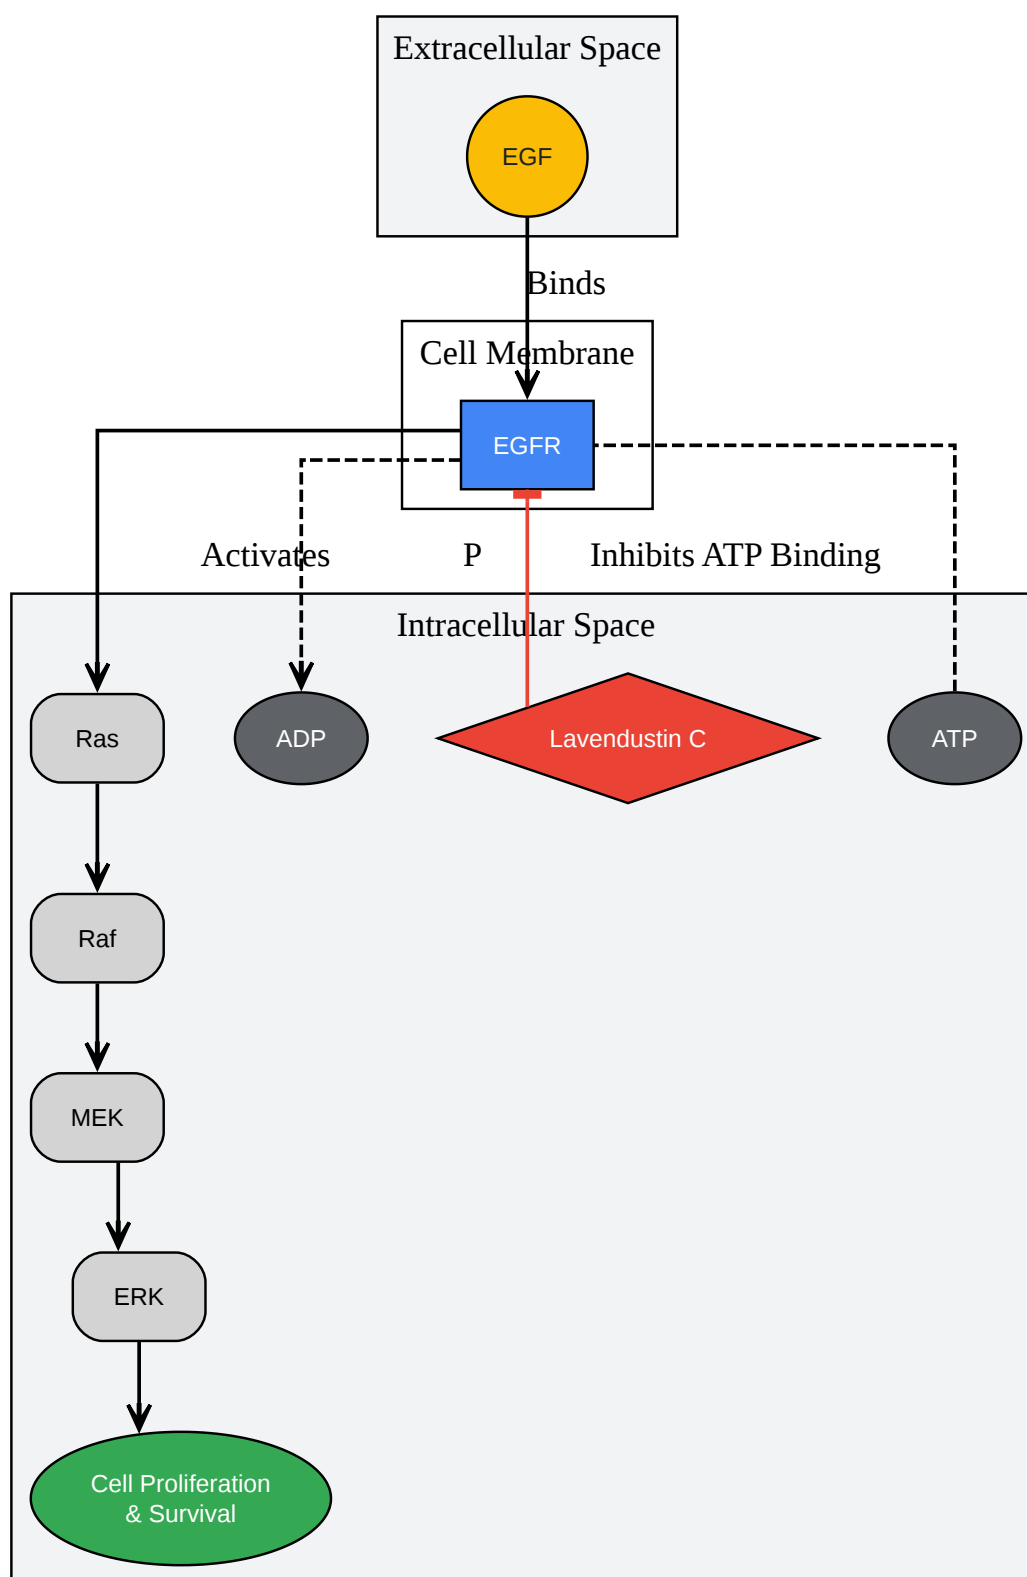 Extracellular Space
EGF
Binds
Cell Membrane
EGFR
Activates
P
Inhibits ATP Binding
Intracellular Space
Ras
ADP
Lavendustin C
ATP
Raf
MEK
ERK
Cell Proliferation
& Survival